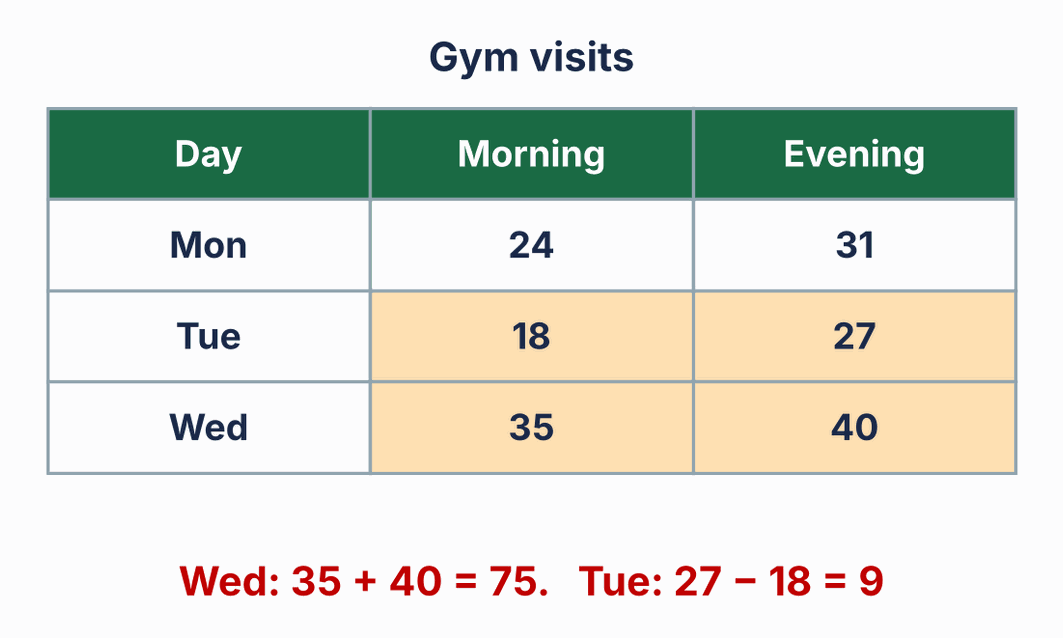 Gym visits
Day Morning Evening
Mon 24 31
Tue 18 27
Wed 35 40
Wed: 35 + 40 = 75. Tue: 27 − 18 = 9